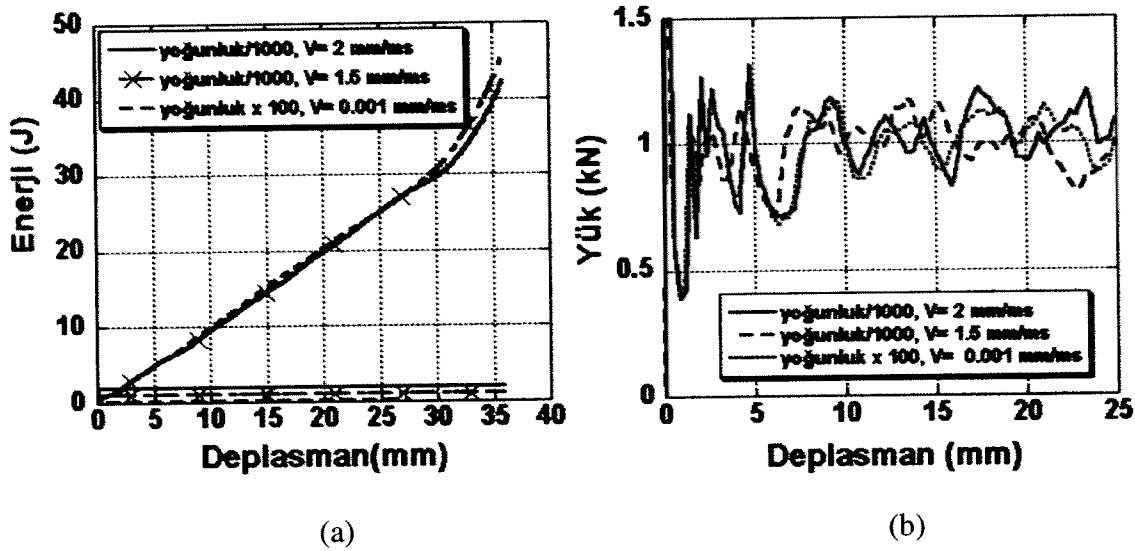 50
40
30
20
10
0
Enerji (J)
yoğunluk/1000, V= 2 mm/ms
yoğunluk/1000, V= 1.5 mm/ms
yoğunluk x 100, V= 0.001 mm/ms
0 5 10 15 20 25 30 35 40
Deplasman(mm)
(a)
1.5
1
0.5
0
Yük (kN)
yoğunluk/1000, V= 2 mm/ms
yoğunluk/1000, V= 1.5 mm/ms
yoğunluk x 100, V= 0.001 mm/ms
0 5 10 15 20 25
Deplasman (mm)
(b)